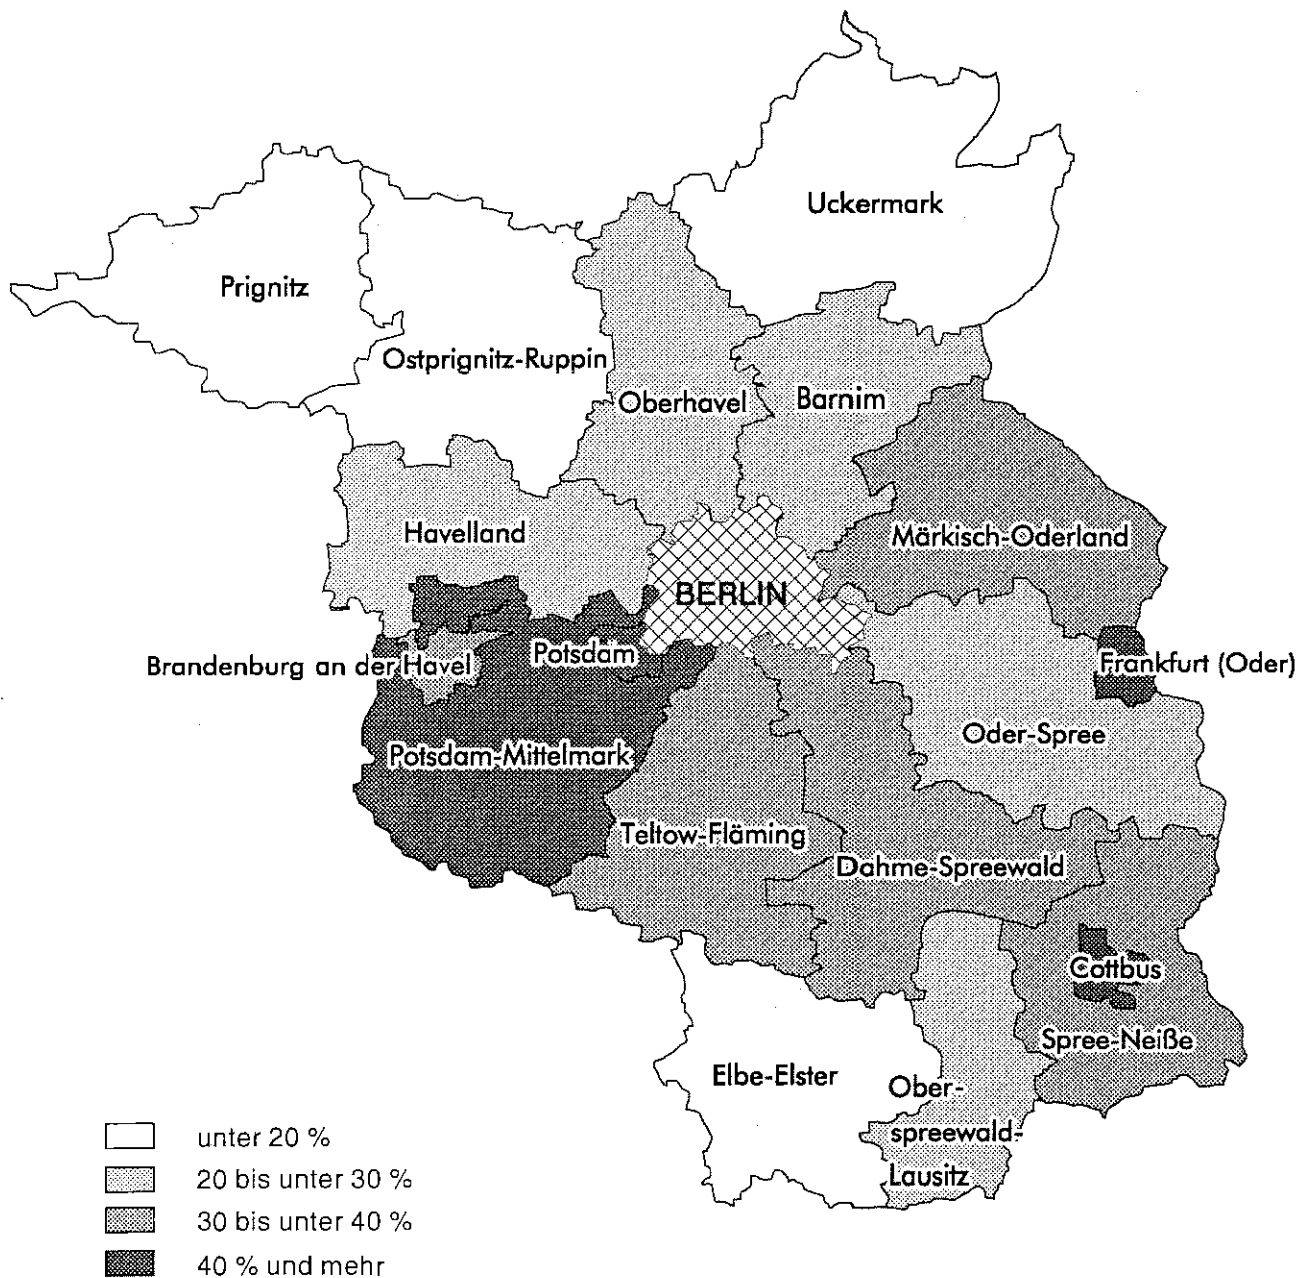 Uckermark
Prignitz
Ostprignitz-Ruppin
Oberhavel
Barnim
Havelland
Märkisch-Oderland
BERLIN
Brandenburg an der Havel
Potsdam
Frankfurt (Oder)
Oder-Spree
Potsdam-Mittelmark
Teltow-Fläming
Dahme-Spreewald
Cottbus
Spree-Neiße
Elbe-Elster
Ober-
spreewald-
Lausitz
unter 20 %
20 bis unter 30 %
30 bis unter 40 %
40 % und mehr